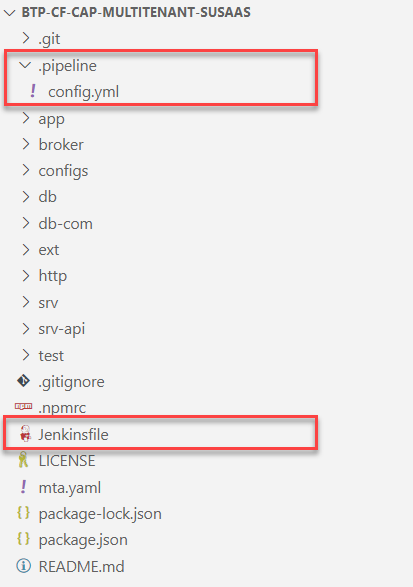 BTP-CF-CAP-MULTITENANT-SUSAAS
.git
.pipeline
! config.yml
app
broker
configs
db
db-com
ext
http
srv
srv-api
test
.gitignore
.npmrc
Jenkinsfile
LICENSE
! mta.yaml
{ } package-lock.json
{ } package.json
README.md